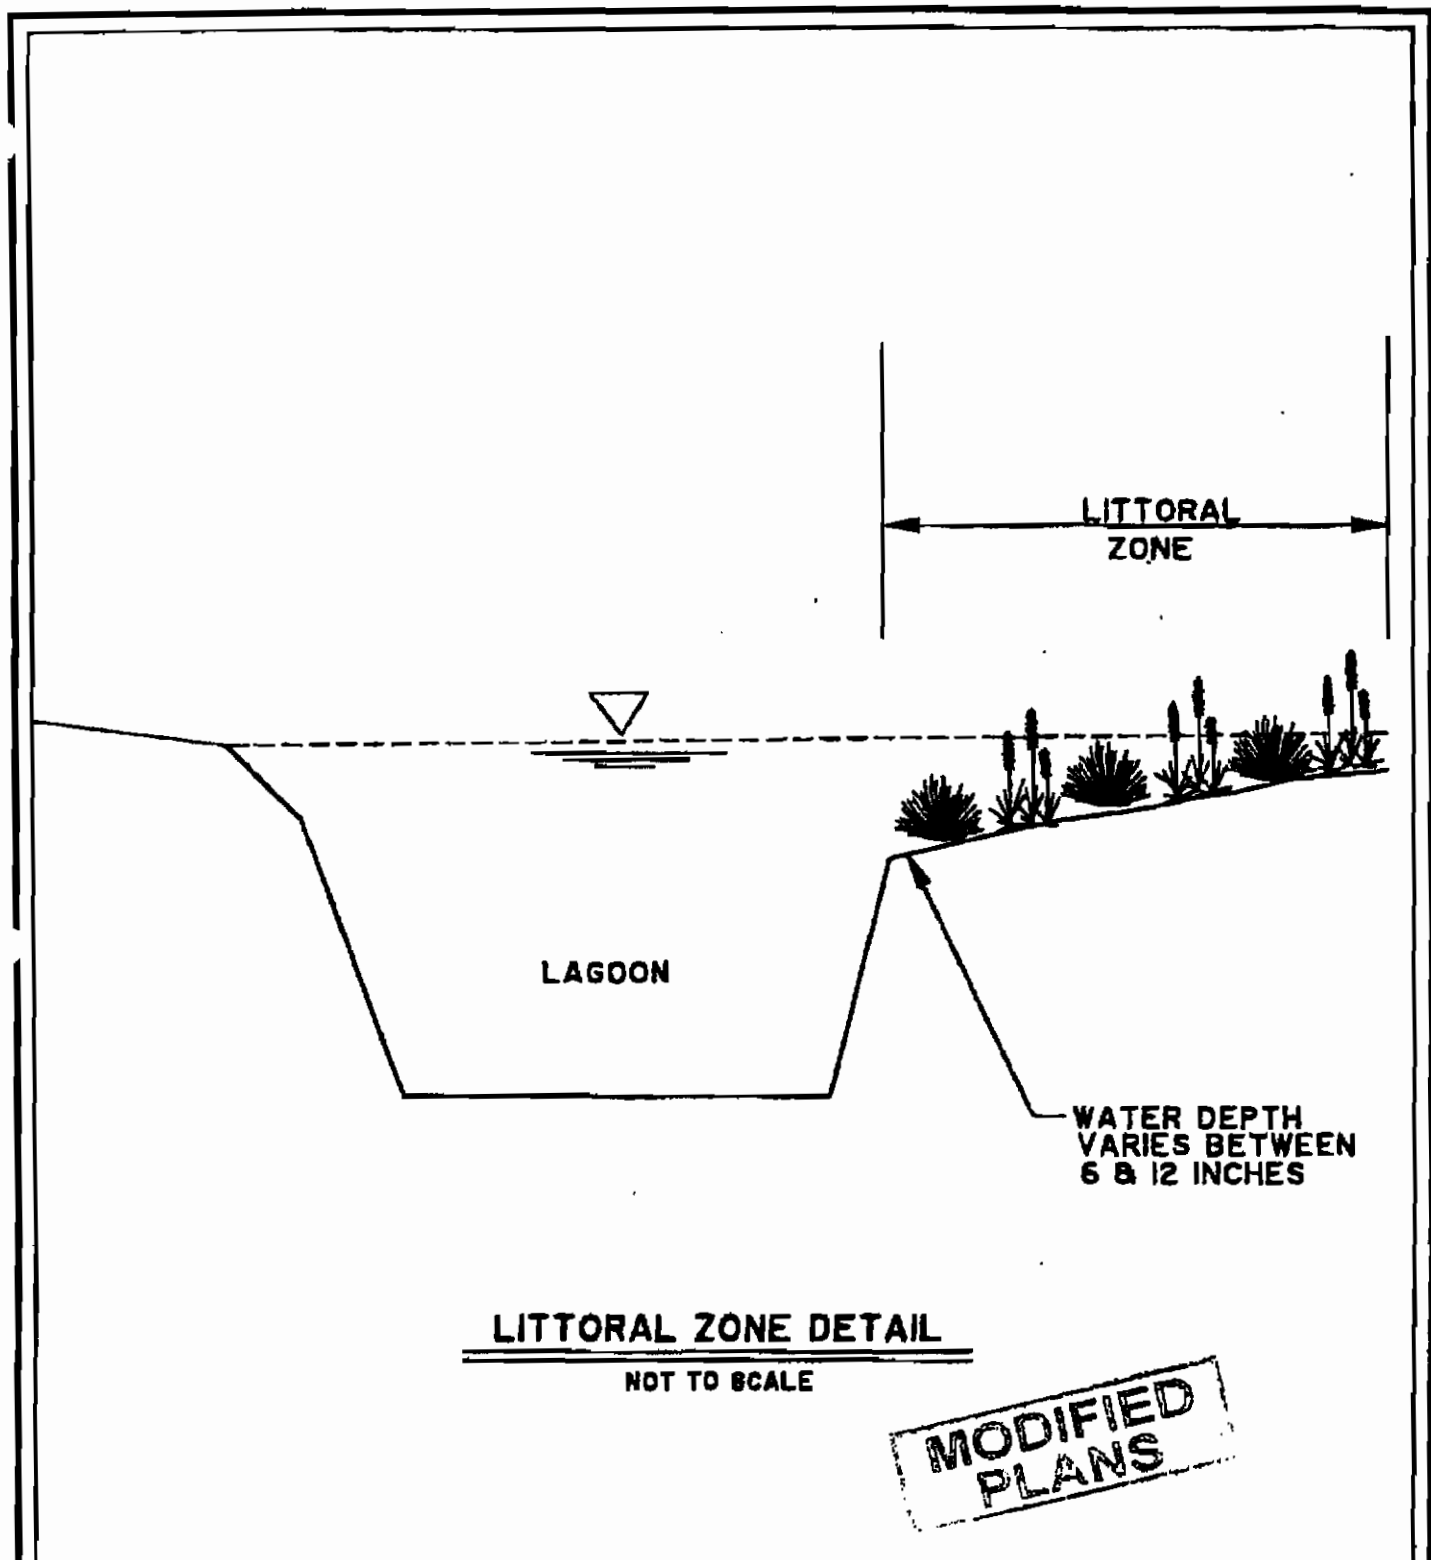 LITTORAL
ZONE
LAGOON
WATER DEPTH
VARIES BETWEEN
6 & 12 INCHES
LITTORAL ZONE DETAIL
NOT TO SCALE
MODIFIED
PLANS